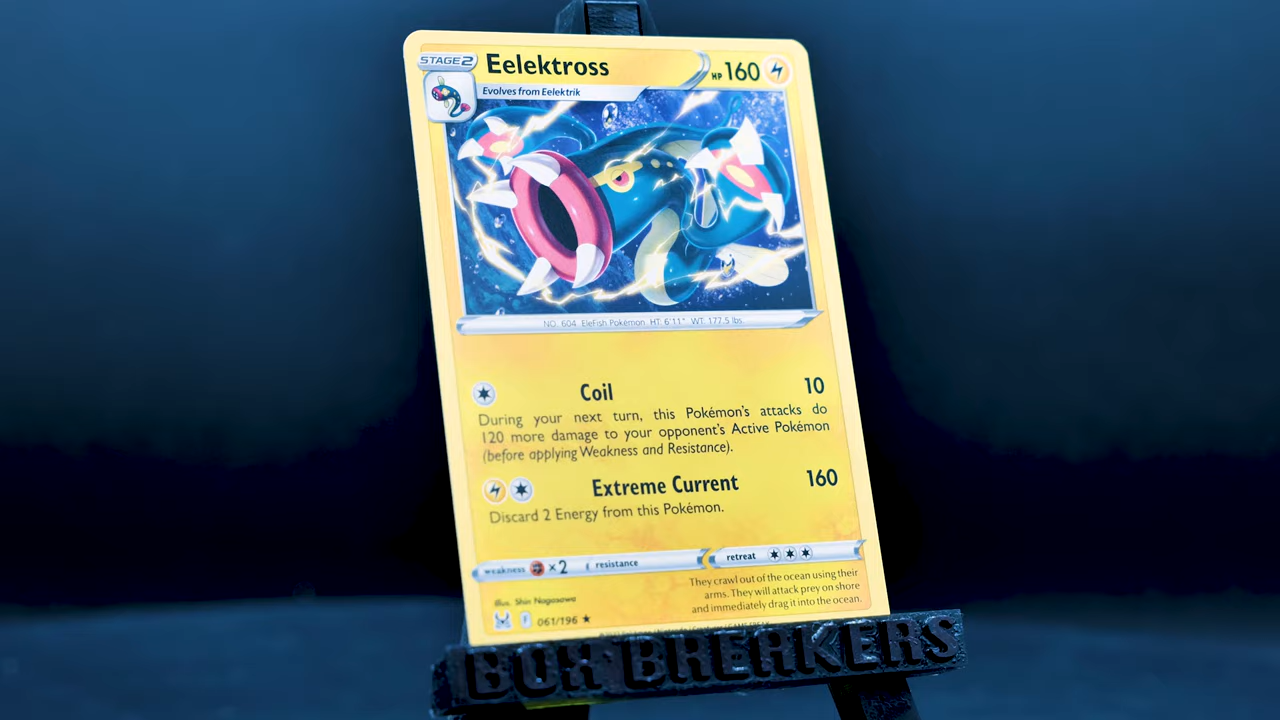 STAGE 2 Eelektross HP 160
Evolves from Eelektrik
NO. 604 EleFish Pokémon HT: 6'11" WT: 177.5 lbs.
Coil 10
During your next turn, this Pokémon's attacks do
120 more damage to your opponent's Active Pokémon
(before applying Weakness and Resistance).
Extreme Current 160
Discard 2 Energy from this Pokémon.
weakness ×2 resistance retreat
They crawl out of the ocean using their
arms. They will attack prey on shore
and immediately drag it into the ocean.
Illus. Shin Nagasawa
F 061/196 ★
BOX BREAKERS